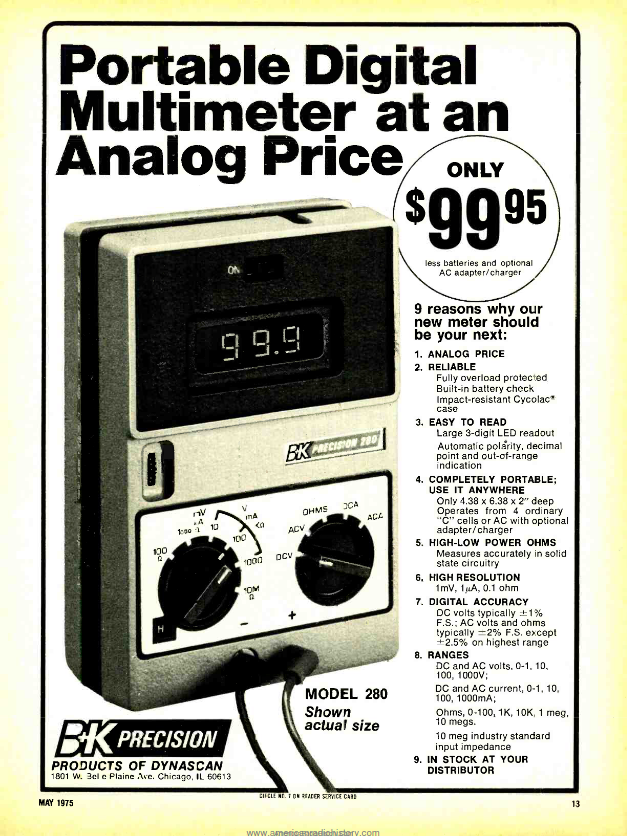 Portable Digital
Multimeter at an
Analog Price
ONLY
$99 95
less batteries and optional
AC adapter/charger
ON
99.9
BK PRECISION 280
mV
V
mA
KΩ
10
100
1000
100
Ω
10M
Ω
H
OHMS
DCA
ACA
ACV
DCV
-
+
9 reasons why our
new meter should
be your next:
1. ANALOG PRICE
2. RELIABLE
Fully overload protected
Built-in battery check
Impact-resistant Cycolac®
case
3. EASY TO READ
Large 3-digit LED readout
Automatic polarity, decimal
point and out-of-range
indication
4. COMPLETELY PORTABLE;
USE IT ANYWHERE
Only 4.38 x 6.38 x 2" deep
Operates from 4 ordinary
"C" cells or AC with optional
adapter/charger
5. HIGH-LOW POWER OHMS
Measures accurately in solid
state circuitry
6. HIGH RESOLUTION
1mV, 1µA, 0.1 ohm
7. DIGITAL ACCURACY
DC volts typically ±1%
F.S.; AC volts and ohms
typically ±2% F.S. except
±2.5% on highest range
8. RANGES
DC and AC volts, 0-1, 10,
100, 1000V;
DC and AC current, 0-1, 10,
100, 1000mA;
Ohms, 0-100, 1K, 10K, 1 meg,
10 megs.
10 meg industry standard
input impedance
9. IN STOCK AT YOUR
DISTRIBUTOR
MODEL 280
Shown
actual size
B+K PRECISION
PRODUCTS OF DYNASCAN
1801 W. Belle Plaine Ave. Chicago, IL 60613
CIRCLE NO. 7 ON READER SERVICE CARD
MAY 1975
13
www.americanradiohistory.com